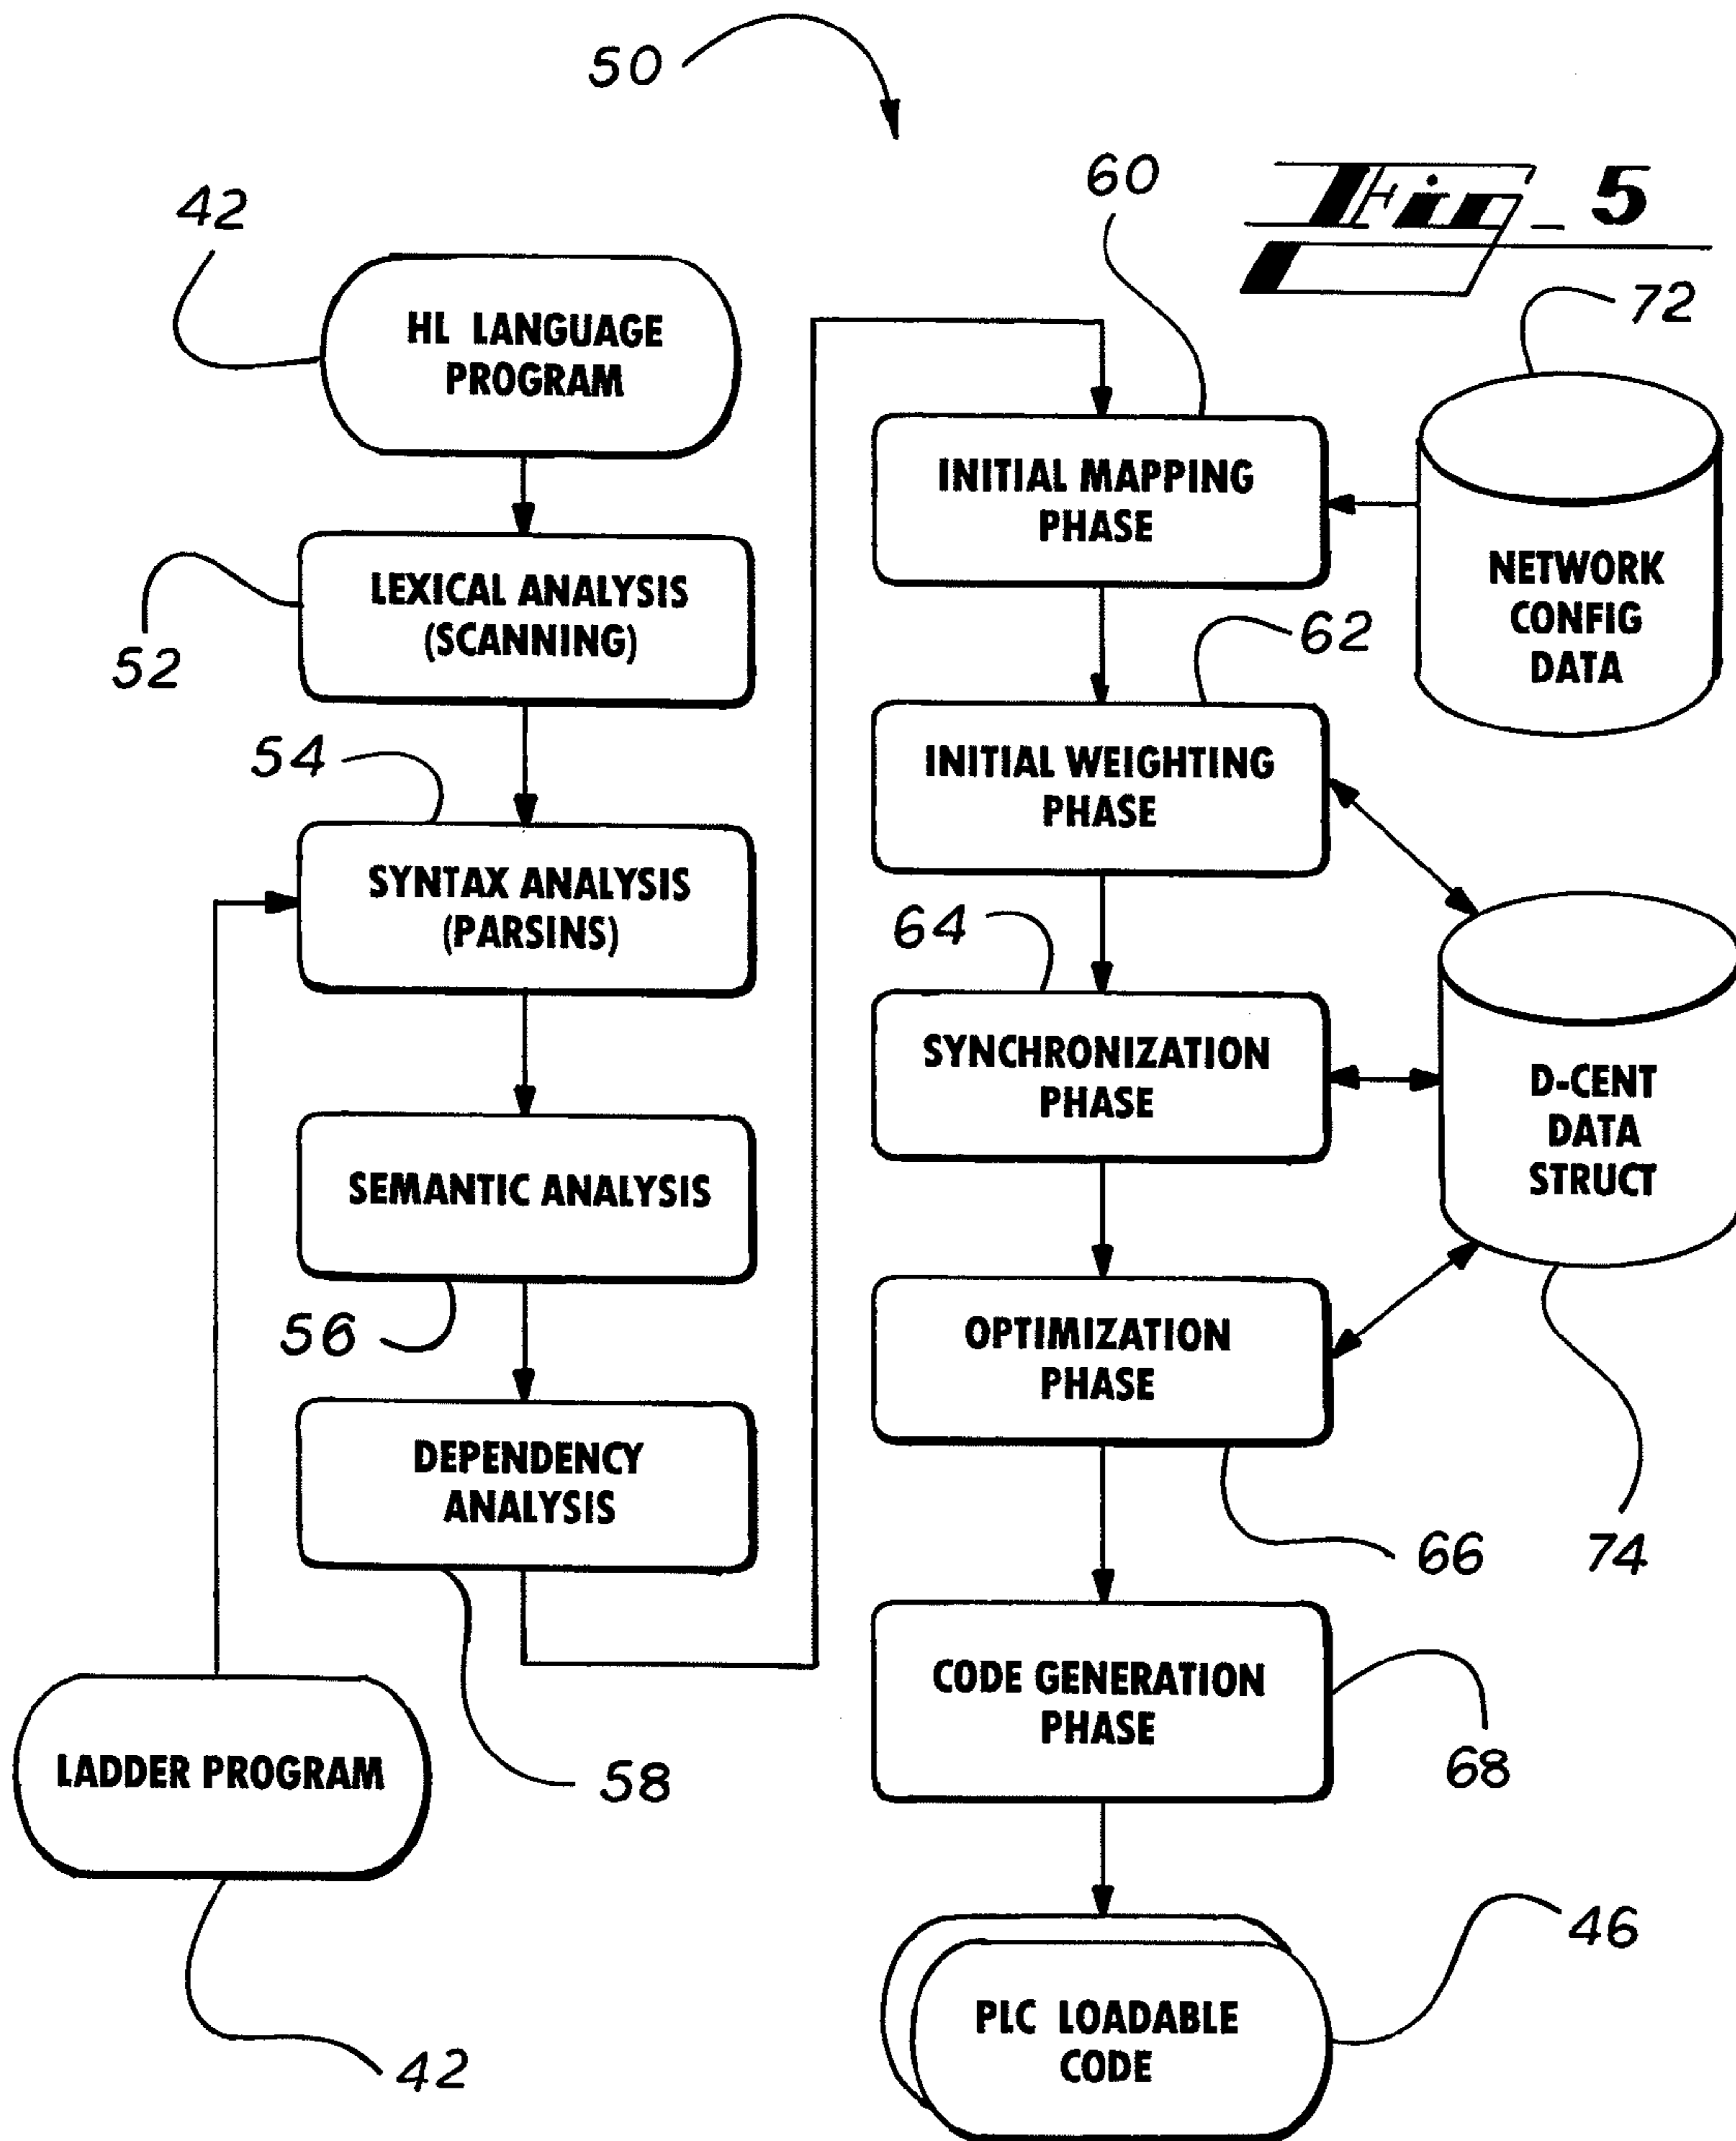 50
Fig_ 5
42
HL LANGUAGE
PROGRAM
52
LEXICAL ANALYSIS
(SCANNING)
54
SYNTAX ANALYSIS
(PARSINS)
SEMANTIC ANALYSIS
56
DEPENDENCY
ANALYSIS
58
LADDER PROGRAM
42
60
INITIAL MAPPING
PHASE
72
NETWORK
CONFIG
DATA
62
INITIAL WEIGHTING
PHASE
64
SYNCHRONIZATION
PHASE
D-CENT
DATA
STRUCT
74
OPTIMIZATION
PHASE
66
CODE GENERATION
PHASE
68
PLC LOADABLE
CODE
46